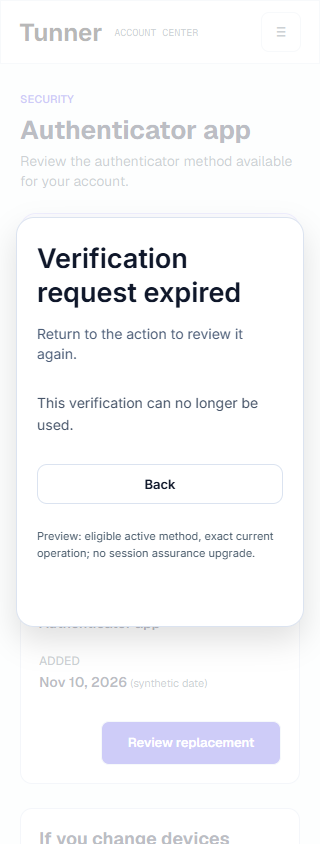 Tunner ACCOUNT CENTER
SECURITY
Authenticator app
Review the authenticator method available
for your account.
Verification
request expired
Return to the action to review it
again.
This verification can no longer be
used.
Back
Preview: eligible active method, exact current
operation; no session assurance upgrade.
Authenticator app
ADDED
Nov 10, 2026 (synthetic date)
Review replacement
If you change devices